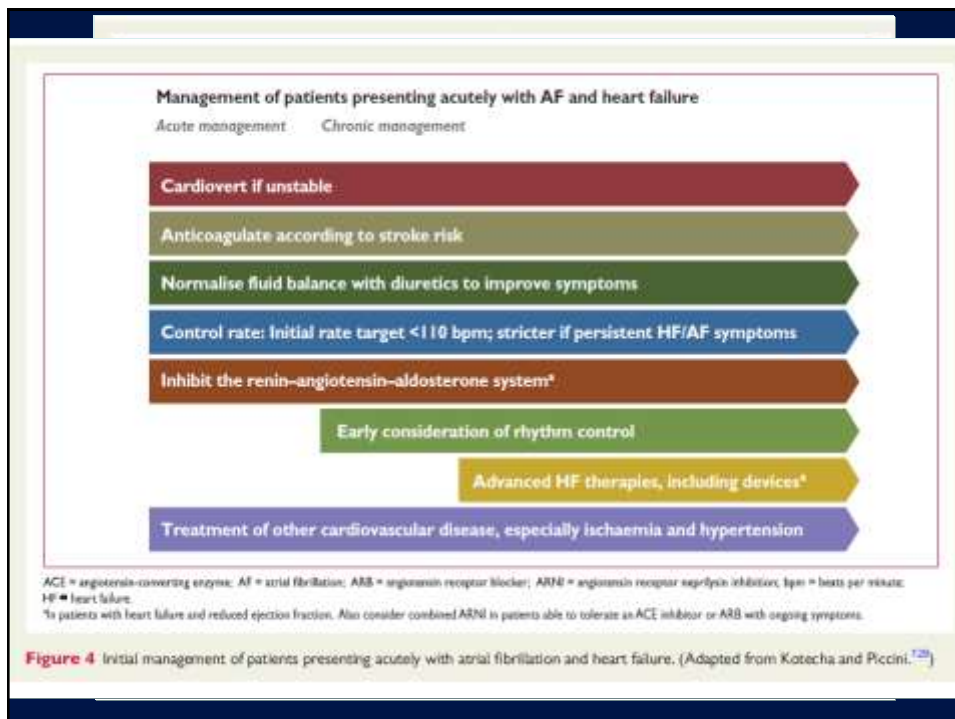 Management of patients presenting acutely with AF and heart failure
Acute management Chronic management
Cardiovert if unstable
Anticoagulate according to stroke risk
Normalise fluid balance with diuretics to improve symptoms
Control rate: Initial rate target <110 bpm; stricter if persistent HF/AF symptoms
Inhibit the renin–angiotensin–aldosterone systemª
Early consideration of rhythm control
Advanced HF therapies, including devicesª
Treatment of other cardiovascular disease, especially ischaemia and hypertension
ACE = angiotensin-converting enzyme; AF = atrial fibrillation; ARB = angiotensin receptor blocker; ARNI = angiotensin receptor neprilysin inhibition; bpm = beats per minute;
HF = heart failure.
ªIn patients with heart failure and reduced ejection fraction. Also consider combined ARNI in patients able to tolerate an ACE inhibitor or ARB with ongoing symptoms.
Figure 4 Initial management of patients presenting acutely with atrial fibrillation and heart failure. (Adapted from Kotecha and Piccini.)